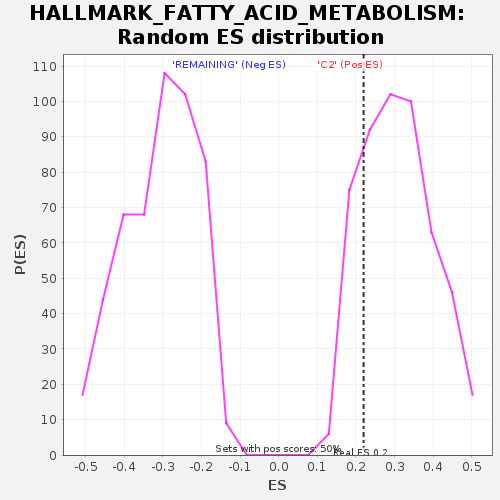 HALLMARK_FATTY_ACID_METABOLISM:
Random ES distribution
'REMAINING' (Neg ES)
'C2' (Pos ES)
110
100
90
80
70
60
50
40
30
20
10
0
P(ES)
Sets with pos scores: 50%
Real ES 0.2
-0.5 -0.4 -0.3 -0.2 -0.1 0.0 0.1 0.2 0.3 0.4 0.5
ES